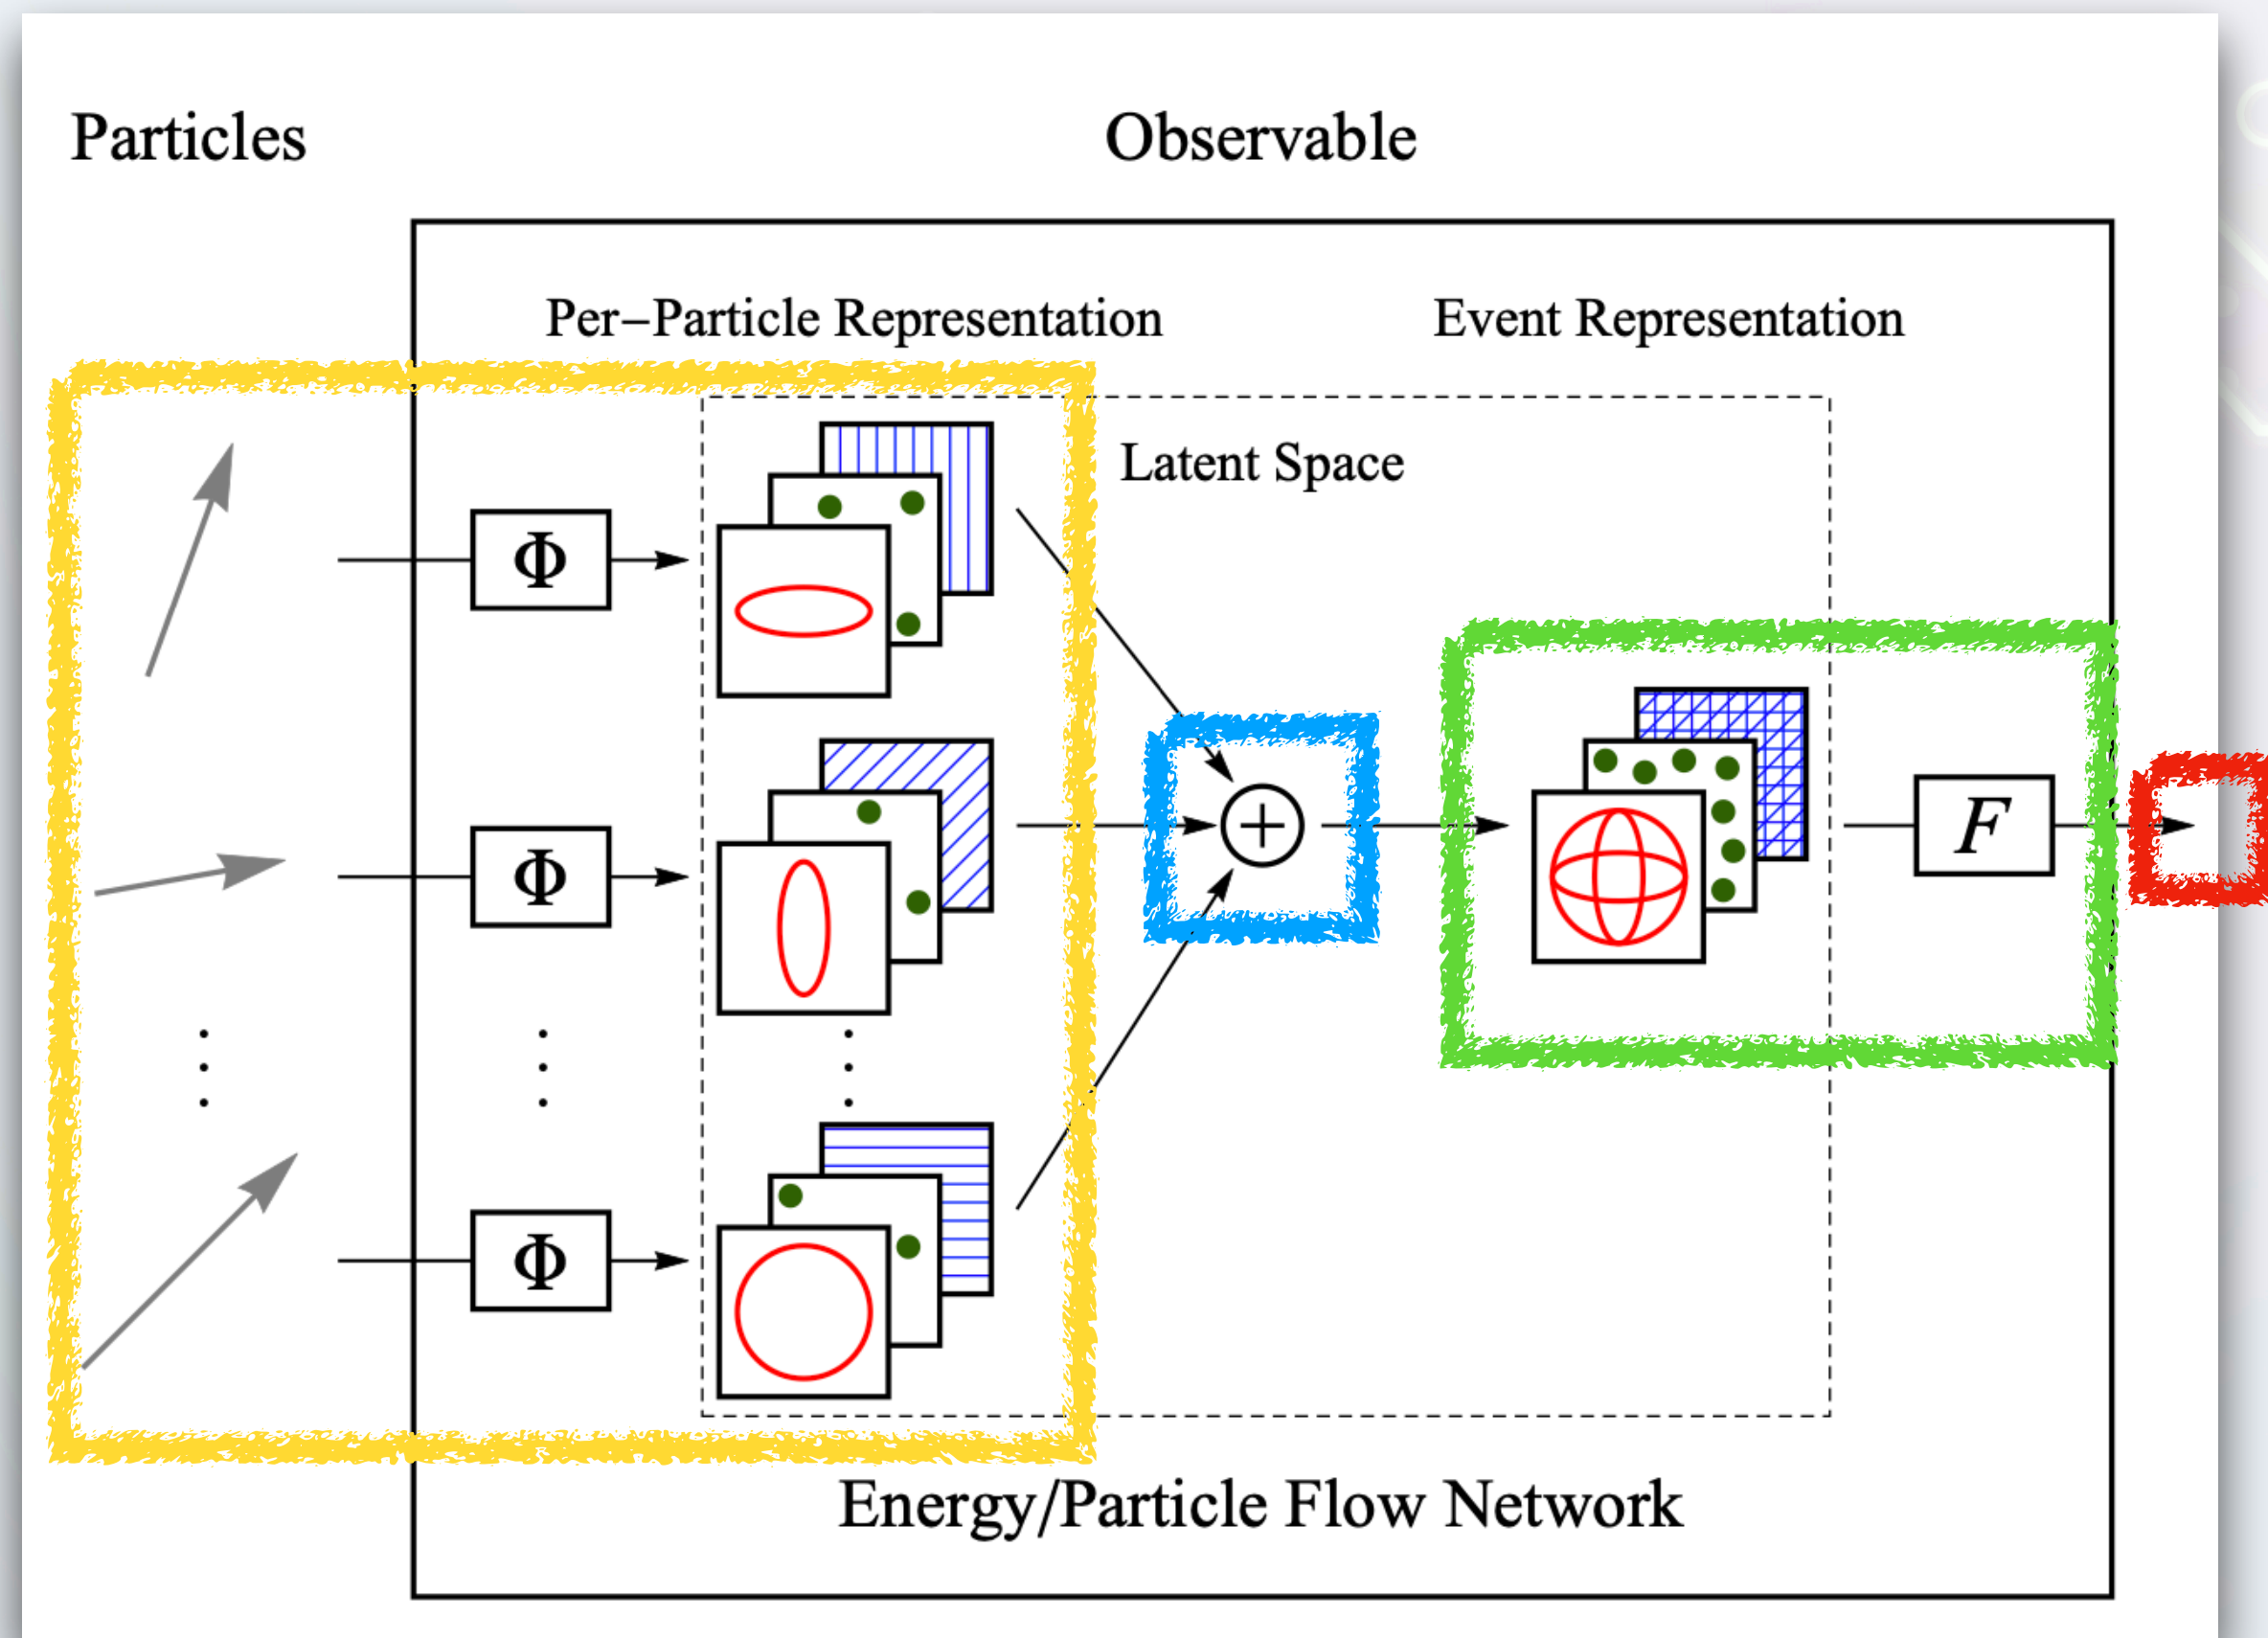 Particles
Observable
Per–Particle Representation
Event Representation
Latent Space
Φ
Φ
F
Φ
Energy/Particle Flow Network